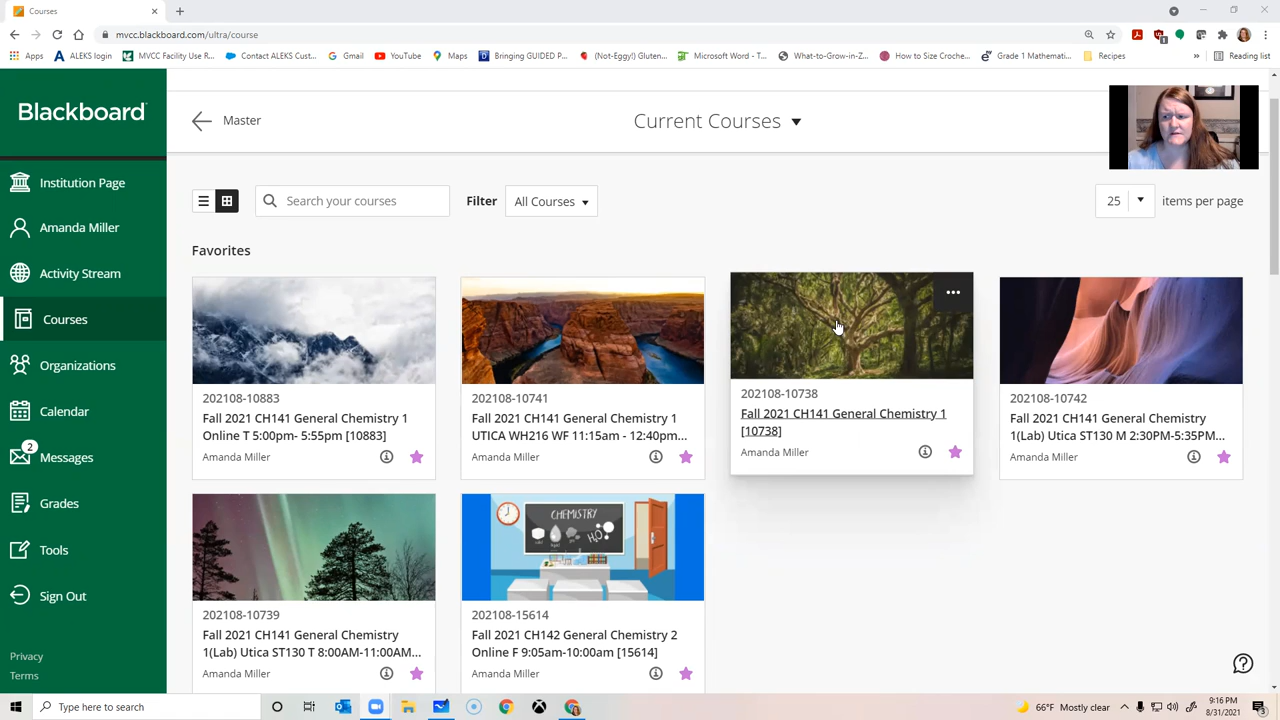 Courses
mvcc.blackboard.com/ultra/course
Apps
ALEKS login
MVCC Facility Use R...
Contact ALEKS Cust...
Gmail
YouTube
Maps
Bringing GUIDED P...
(Not-Eggy!) Gluten...
Microsoft Word - T...
What-to-Grow-in-Z...
How to Size Croche...
Grade 1 Mathemati...
Recipes
»
Reading list
Blackboard
Institution Page
Amanda Miller
Activity Stream
Courses
Organizations
Calendar
2
Messages
Grades
Tools
Sign Out
Privacy
Terms
Master
Current Courses
Search your courses
Filter
All Courses
25
items per page
Favorites
202108-10883
Fall 2021 CH141 General Chemistry 1
Online T 5:00pm- 5:55pm [10883]
Amanda Miller
202108-10741
Fall 2021 CH141 General Chemistry 1
UTICA WH216 WF 11:15am - 12:40pm...
Amanda Miller
202108-10738
Fall 2021 CH141 General Chemistry 1
[10738]
Amanda Miller
202108-10742
Fall 2021 CH141 General Chemistry
1(Lab) Utica ST130 M 2:30PM-5:35PM...
Amanda Miller
202108-10739
Fall 2021 CH141 General Chemistry
1(Lab) Utica ST130 T 8:00AM-11:00AM...
Amanda Miller
CHEMISTRY
H2O
202108-15614
Fall 2021 CH142 General Chemistry 2
Online F 9:05am-10:00am [15614]
Amanda Miller
Type here to search
66°F Mostly clear
9:16 PM
8/31/2021